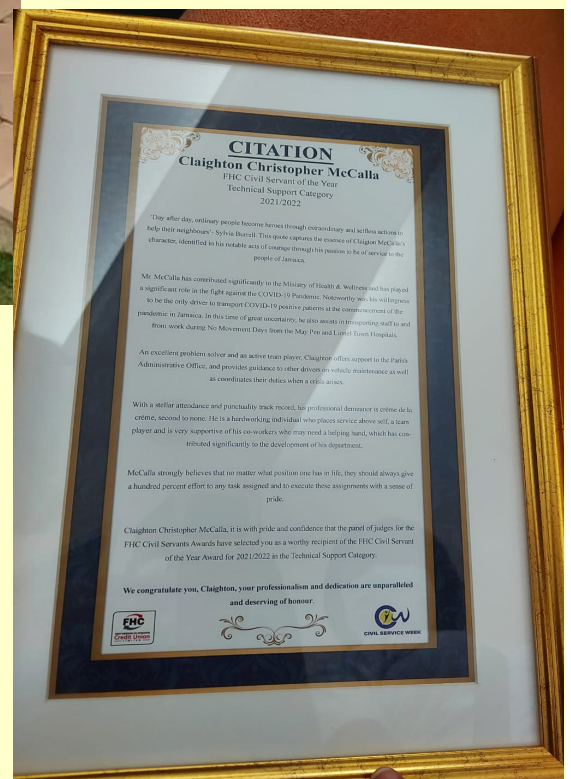 CITATION
Claighton Christopher McCalla
FHC Civil Servant of the Year
Technical Support Category
2021/2022
"Day after day, ordinary people become heroes through extraordinary and selfless actions to
help their neighbours"- Sylvia Burrell. This quote captures the essence of Claigton McCalla's
character, identified in his notable acts of courage through his passion to be of service to the
people of Jamaica.
Mr. McCalla has contributed significantly to the Ministry of Health & Wellness and has played
a significant role in the fight against the COVID-19 Pandemic. Noteworthy was his willingness
to be the only driver to transport COVID-19 positive patients at the commencement of the
pandemic in Jamaica. In this time of great uncertainty, he also assists in transporting staff to and
from work during No Movement Days from the May Pen and Lionel Town Hospitals.
An excellent problem solver and an active team player, Claighton offers support to the Parish
Administrative Office, and provides guidance to other drivers on vehicle maintenance as well
as coordinates their duties when a crisis arises.
With a stellar attendance and punctuality track record, his professional demeanor is crème de la
crème, second to none. He is a hardworking individual who places service above self, a team
player and is very supportive of his co-workers who may need a helping hand, which has con-
tributed significantly to the development of his department.
McCalla strongly believes that no matter what position one has in life, they should always give
a hundred percent effort to any task assigned and to execute these assignments with a sense of
pride.
Claighton Christopher McCalla, it is with pride and confidence that the panel of judges for the
FHC Civil Servants Awards have selected you as a worthy recipient of the FHC Civil Servant
of the Year Award for 2021/2022 in the Technical Support Category.
We congratulate you, Claighton, your professionalism and dedication are unparalleled
and deserving of honour.
FHC
Credit Union
CIVIL SERVICE WEEK